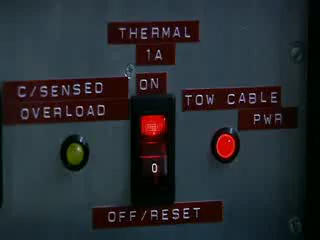 THERMAL
1A
ON
C/SENSED
OVERLOAD
TOW CABLE
PWR
0
OFF/RESET